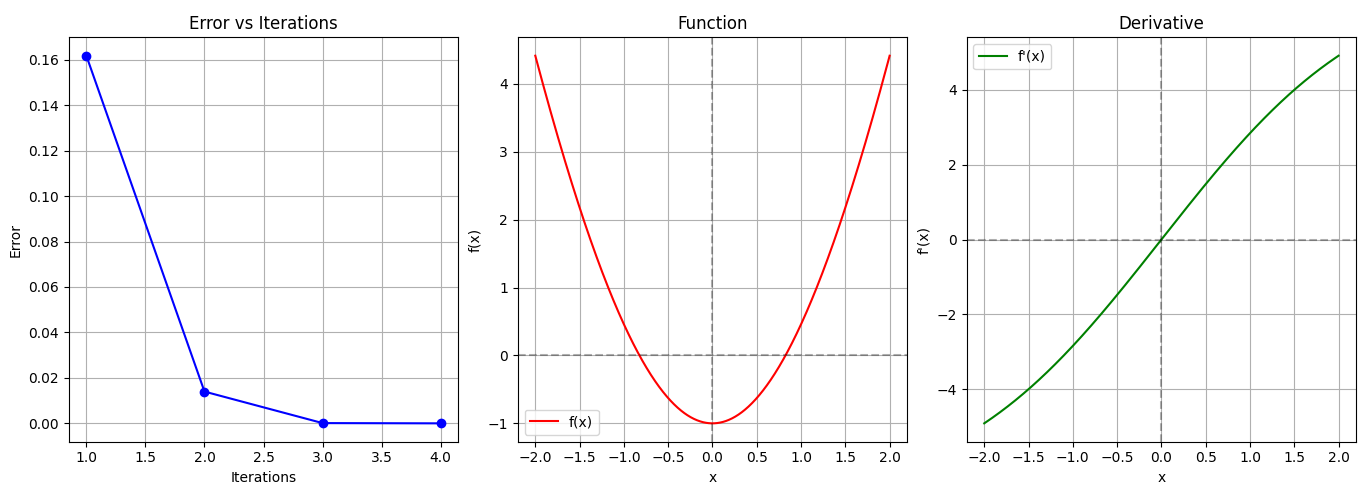 Error vs Iterations
0.16
0.14
0.12
0.10
0.08
0.06
0.04
0.02
0.00
Error
1.0 1.5 2.0 2.5 3.0 3.5 4.0
Iterations
Function
4
3
2
1
0
−1
f(x)
f(x)
−2.0 −1.5 −1.0 −0.5 0.0 0.5 1.0 1.5 2.0
x
Derivative
f'(x)
4
2
0
−2
−4
f'(x)
−2.0 −1.5 −1.0 −0.5 0.0 0.5 1.0 1.5 2.0
x